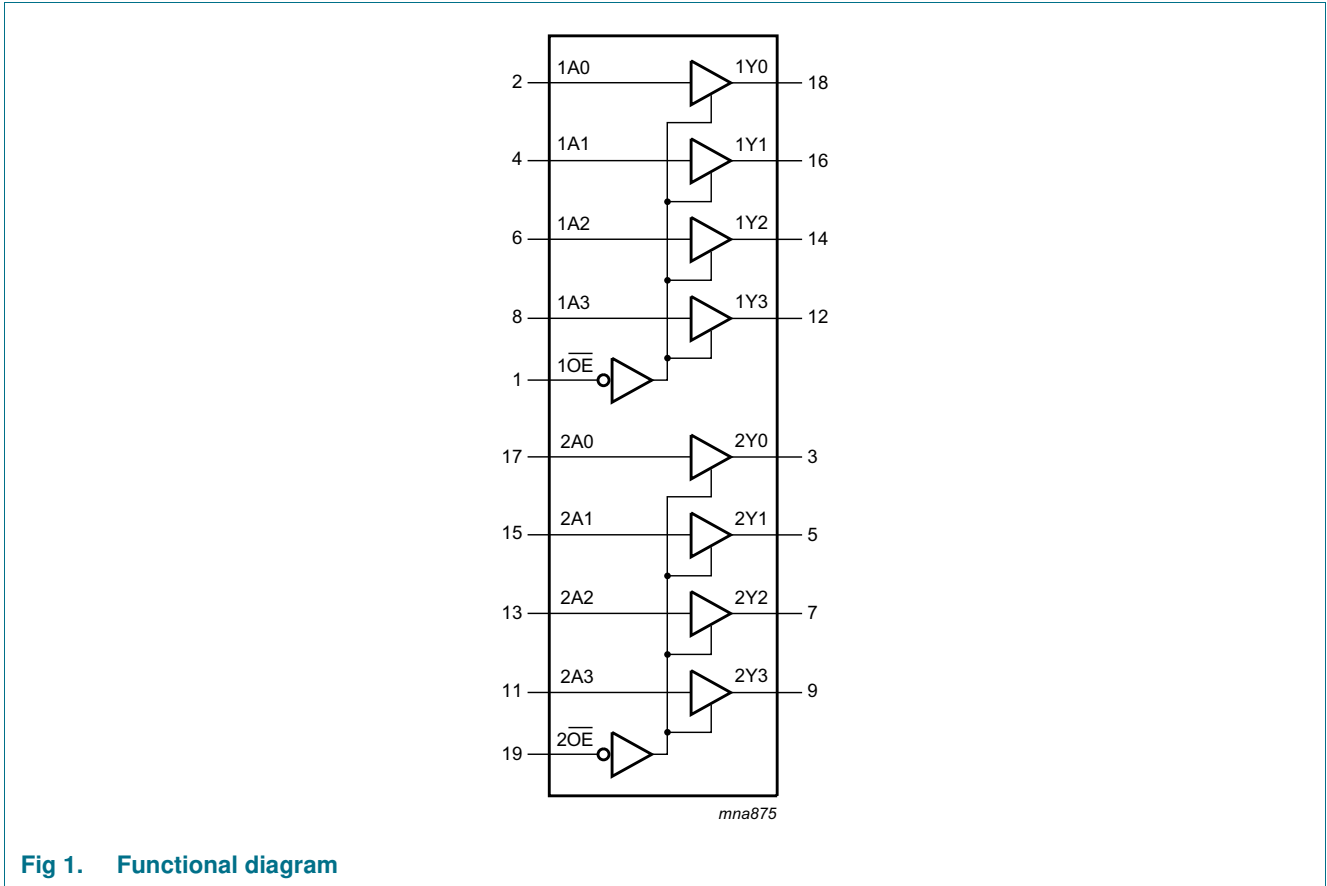 2 1A0 1Y0 18
4 1A1 1Y1 16
6 1A2 1Y2 14
8 1A3 1Y3 12
1 1O̅E̅
17 2A0 2Y0 3
15 2A1 2Y1 5
13 2A2 2Y2 7
11 2A3 2Y3 9
19 2O̅E̅
mna875
Fig 1. Functional diagram